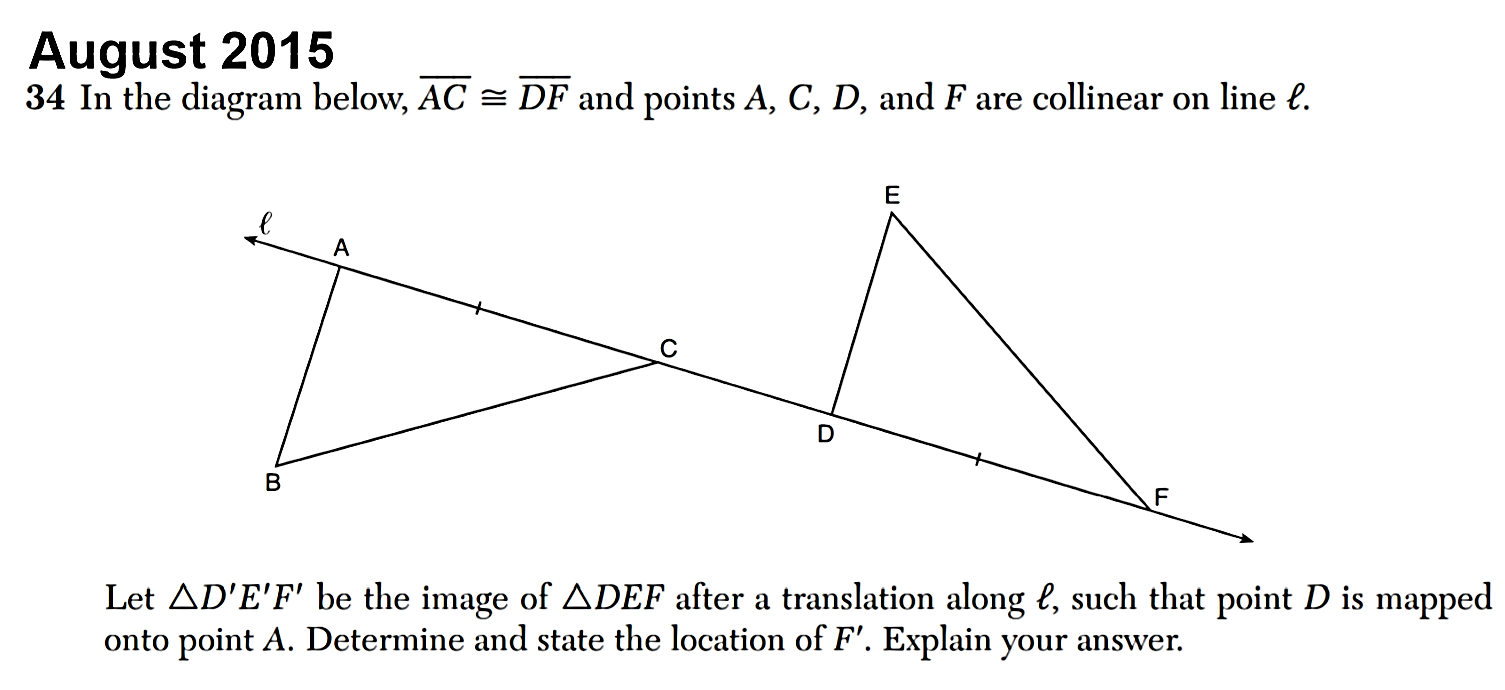 August 2015
34 In the diagram below, A̅C̅ ≅ D̅F̅ and points A, C, D, and F are collinear on line ℓ.
E
ℓ
A
C
D
B
F
Let △D′E′F′ be the image of △DEF after a translation along ℓ, such that point D is mapped
onto point A. Determine and state the location of F′. Explain your answer.